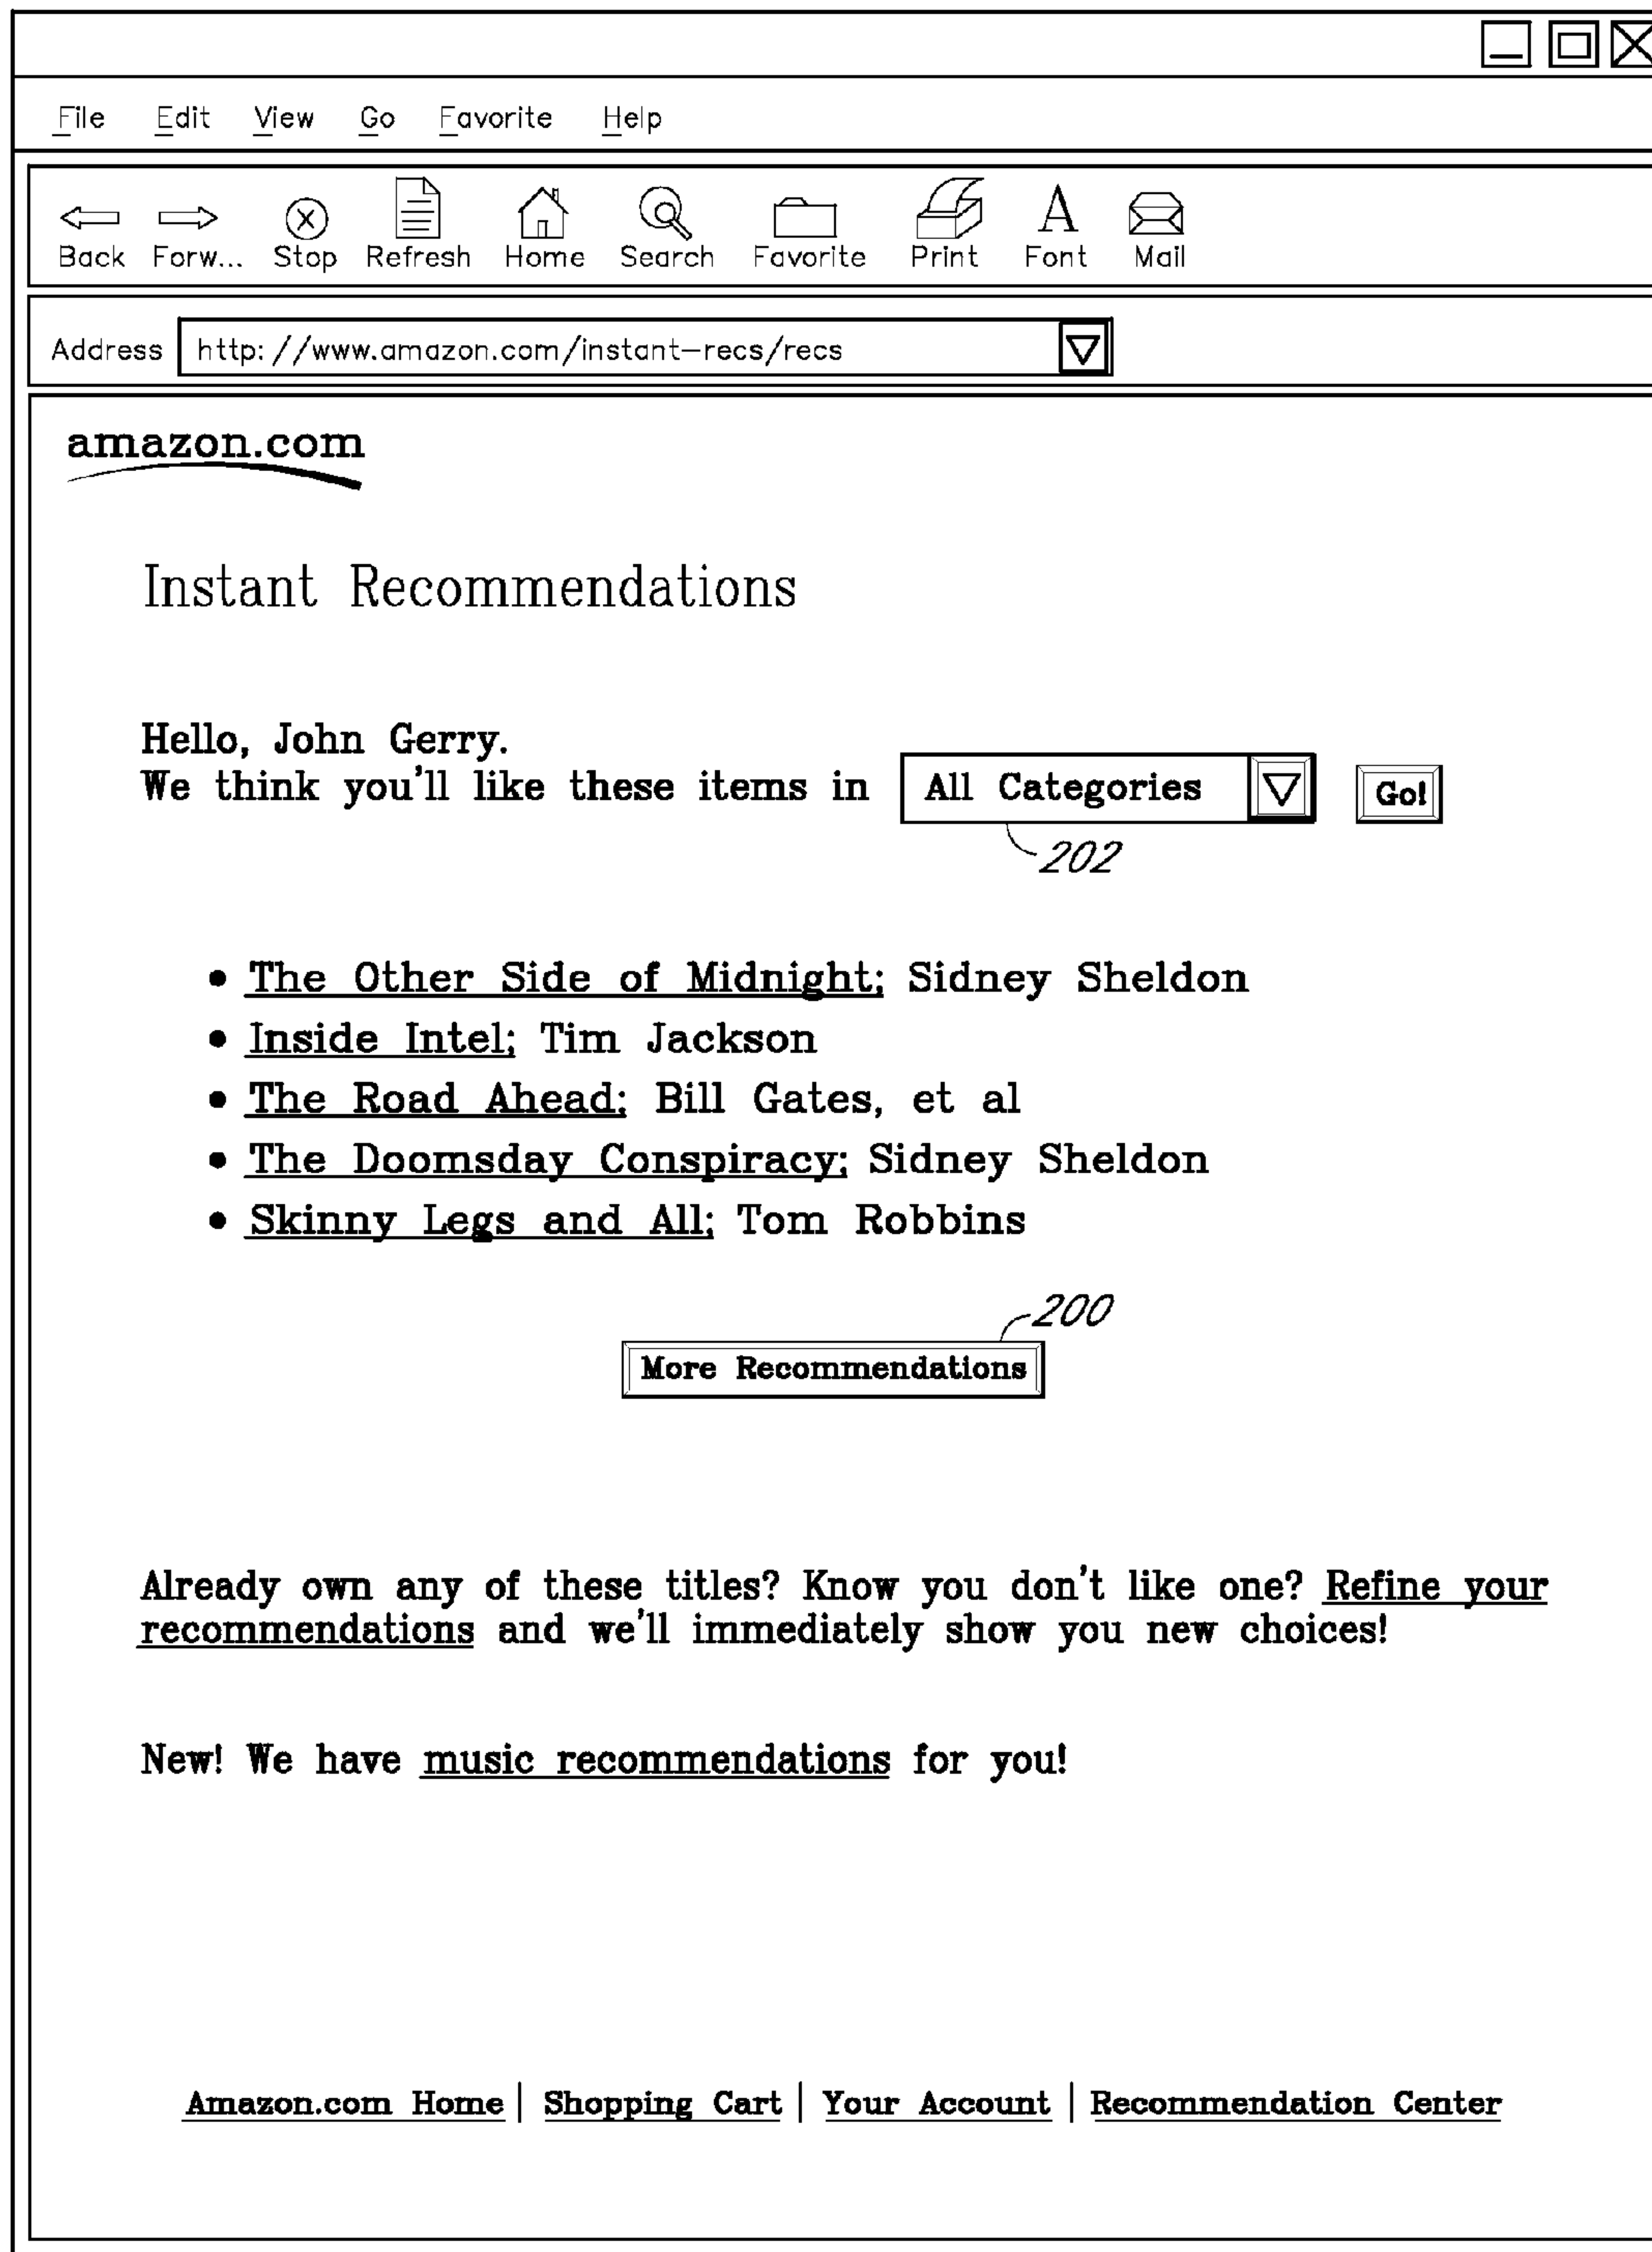 File Edit View Go Favorite Help
Back Forw... Stop Refresh Home Search Favorite Print Font Mail
Address http://www.amazon.com/instant-recs/recs
amazon.com
Instant Recommendations
Hello, John Gerry.
We think you'll like these items in All Categories Go!
202
• The Other Side of Midnight; Sidney Sheldon
• Inside Intel; Tim Jackson
• The Road Ahead; Bill Gates, et al
• The Doomsday Conspiracy; Sidney Sheldon
• Skinny Legs and All; Tom Robbins
200
More Recommendations
Already own any of these titles? Know you don't like one? Refine your
recommendations and we'll immediately show you new choices!
New! We have music recommendations for you!
Amazon.com Home | Shopping Cart | Your Account | Recommendation Center